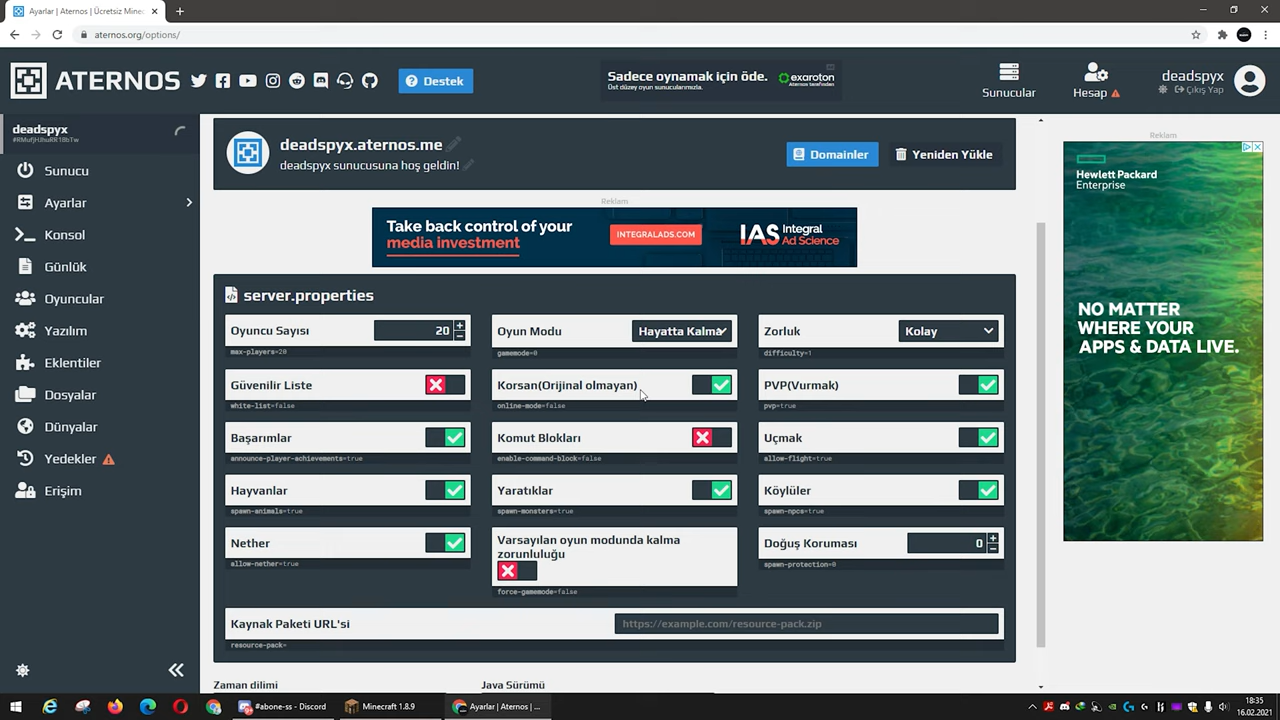 Ayarlar | Aternos | Ücretsiz Mine
aternos.org/options/
ATERNOS
Destek
Sadece oynamak için öde.
Üst düzey oyun sunucularımızla.
exaroton
Aternos tarafından
Sunucular
Hesap
deadspyx
Çıkış Yap
deadspyx
Sunucu
Ayarlar
Konsol
Günlük
Oyuncular
Yazılım
Eklentiler
Dosyalar
Dünyalar
Yedekler
Erişim
deadspyx.aternos.me
deadspyx sunucusuna hoş geldin!
Domainler
Yeniden Yükle
Reklam
Take back control of your
media investment
INTEGRALADS.COM
IAS Integral
Ad Science
server.properties
Oyuncu Sayısı
20
max-players=20
Oyun Modu
Hayatta Kalma
gamemode=0
Zorluk
Kolay
difficulty=1
Güvenilir Liste
white-list=false
Korsan(Orijinal olmayan)
online-mode=false
PVP(Vurmak)
pvp=true
Başarımlar
announce-player-achievements=true
Komut Blokları
enable-command-block=false
Uçmak
allow-flight=true
Hayvanlar
spawn-animals=true
Yaratıklar
spawn-monsters=true
Köylüler
spawn-npcs=true
Nether
allow-nether=true
Varsayılan oyun modunda kalma
zorunluluğu
force-gamemode=false
Doğuş Koruması
0
spawn-protection=0
Kaynak Paketi URL'si
https://example.com/resource-pack.zip
resource-pack=
Zaman dilimi
Java Sürümü
Reklam
Hewlett Packard
Enterprise
NO MATTER
WHERE YOUR
APPS & DATA LIVE.
#abone-ss - Discord
Minecraft 1.8.9
Ayarlar | Aternos | ...
18:35
16.02.2021